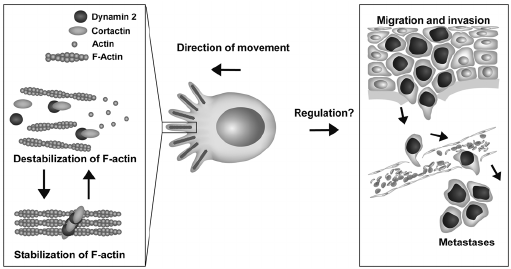 Dynamin 2
Cortactin
Actin
F-Actin
Destabilization of F-actin
Stabilization of F-actin
Direction of movement
Regulation?
Migration and invasion
Metastases